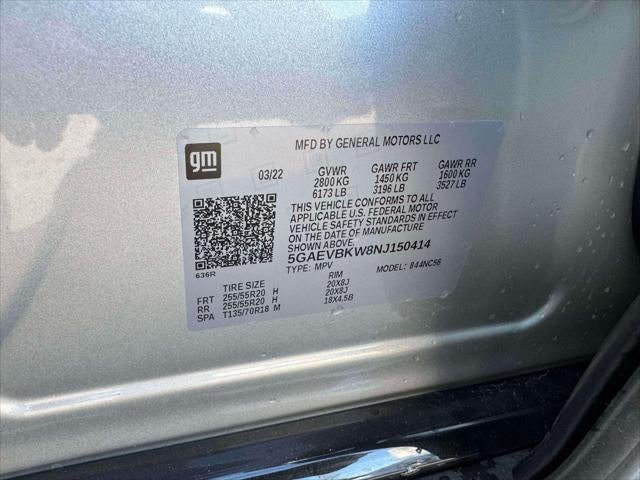 MFD BY GENERAL MOTORS LLC
gm
03/22 GVWR GAWR FRT GAWR RR
2800 KG 1450 KG 1600 KG
6173 LB 3196 LB 3527 LB
THIS VEHICLE CONFORMS TO ALL
APPLICABLE U.S. FEDERAL MOTOR
VEHICLE SAFETY STANDARDS IN EFFECT
ON THE DATE OF MANUFACTURE
SHOWN ABOVE.
5GAEVBKW8NJ150414
636R TYPE: MPV MODEL: 844NC56
TIRE SIZE RIM
FRT 255/55R20 H 20X8J
RR 255/55R20 H 20X8J
SPA T135/70R18 M 18X4.5B